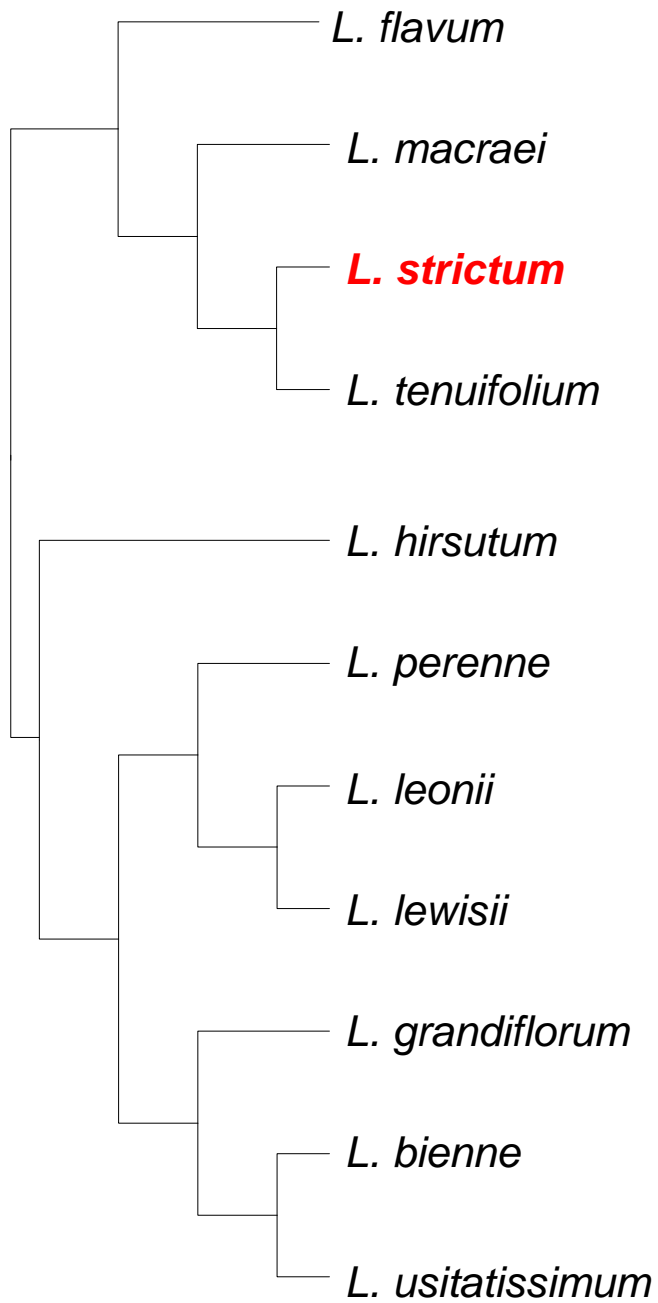 L. flavum
L. macraei
L. strictum
L. tenuifolium
L. hirsutum
L. perenne
L. leonii
L. lewisii
L. grandiflorum
L. bienne
L. usitatissimum